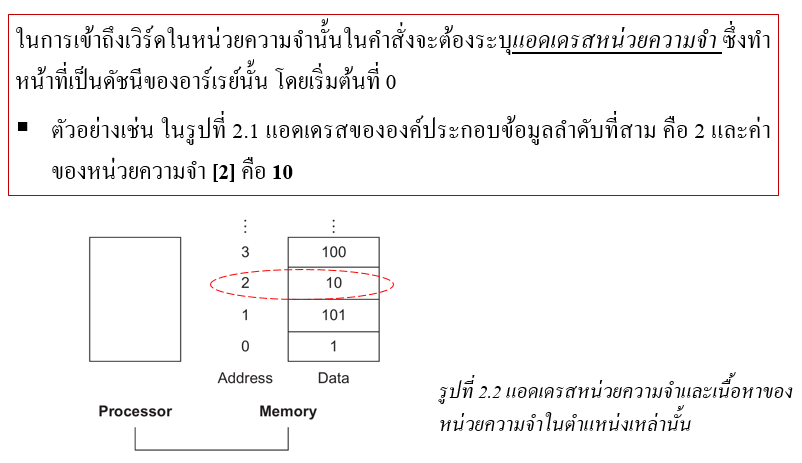 ในการเข้าถึงเวิร์ดในหน่วยความจำนั้นในคำสั่งจะต้องระบุแอดเดรสหน่วยความจำ ซึ่งทำ
หน้าที่เป็นดัชนีของอาร์เรย์นั้น โดยเริ่มต้นที่ 0
▪ ตัวอย่างเช่น ในรูปที่ 2.1 แอดเดรสขององค์ประกอบข้อมูลลำดับที่สาม คือ 2 และค่า
ของหน่วยความจำ [2] คือ 10
⋮ ⋮
3 100
2 10
1 101
0 1
Address Data
Processor Memory
รูปที่ 2.2 แอดเดรสหน่วยความจำและเนื้อหาของ
หน่วยความจำในตำแหน่งเหล่านั้น